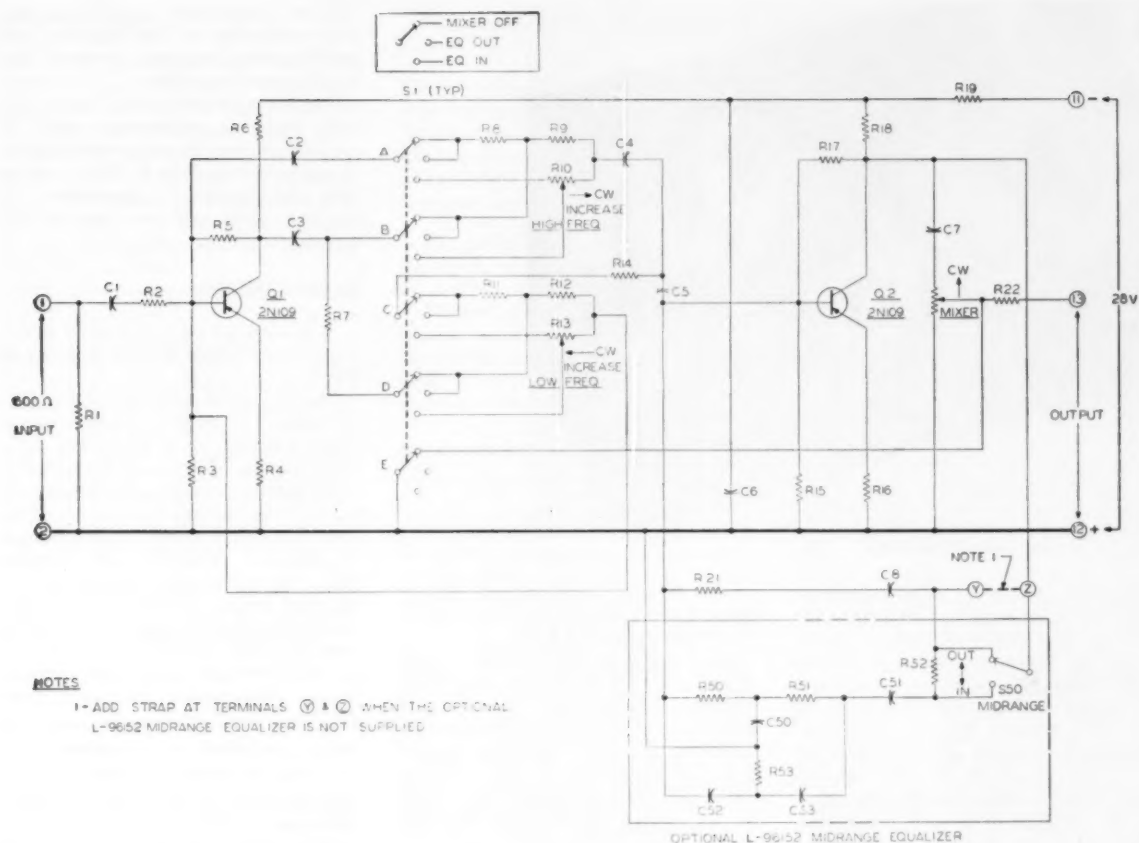 MIXER OFF
EQ OUT
EQ IN
S1 (TYP)
R19
11
R6
R18
C2
A
R8
R9
C4
R17
R10
CW
INCREASE
HIGH FREQ
R5
C3
B
C7
R14
CW
C1
R2
R11
R12
C5
R22
1
Q1
2N109
C
Q2
2N109
MIXER
13
28V
R7
R13
CW
INCREASE
LOW FREQ
D
600Ω
INPUT
R1
OUTPUT
E
R3
R4
C6
R15
R16
2
12 +
NOTE 1
R21
C8
Y
Z
NOTES
1- ADD STRAP AT TERMINALS Y & Z WHEN THE OPTIONAL
L-9652 MIDRANGE EQUALIZER IS NOT SUPPLIED
OUT
IN
S50
MIDRANGE
R50
R51
C51
C50
R53
C52
OPTIONAL L-96152 MIDRANGE EQUALIZER